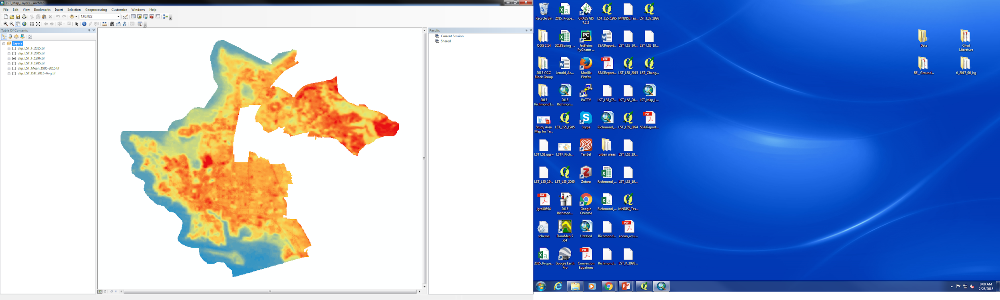 LST_Map_Layers - ArcMap
File Edit View Bookmarks Insert Selection Geoprocessing Customize Windows Help
1:63,822
Table Of Contents
Layers
clip_LST_F_2015.tif
clip_LST_F_2005.tif
clip_LST_F_1996.tif
clip_LST_F_1985.tif
clip_LST_Mean_1985-2015.tif
clip_LST_Diff_2015-Avg.tif
Results
Current Session
Shared
Recycle Bin
2015_Prope...
GRASS GIS
7.2.2
LST_LS5_1995
MNDISI_Tes...
LST_LS5_1996
QGIS 2.14
2018Spring_...
JetBrains
PyCharm ...
SSAIReport...
LST_LS5_20...
LST_LS5_19...
2015 CCC
Block Group
Jerrold_Ac...
Mozilla
Firefox
SSAIReport...
LST_LS8_2015
LST_Chang...
2015
Richmond I...
2015
Richmon...
PuTTY
LST_LS5_07...
LST_LS8_20...
LST_Map_L...
Study Area
Map for Te...
LST_LS5_1985
Skype
Richmond_...
LST_LS5_1994
SSAIReport...
LST LS8.qgs~
LSTF_Rich...
TerrSet
urban areas
LST_LS5_19...
LST_LS5_19...
LST_LS5_2005
Zotero
Richmond_...
LST_LS5_19...
jgrd10594
2015
Richmon...
Google
Chrome
Richmond_...
MNDISI_Tes...
schema
FlamMap 5
x64
Untitled
Richmond...
acdan_resu...
2015_Prope...
Google Earth
Pro
Conversion
Equations
Richmond...
LST_K_1995...
Data
Cited
Literature
RE__Ground...
tl_2017_06_bg
8:08 AM
2/28/2018